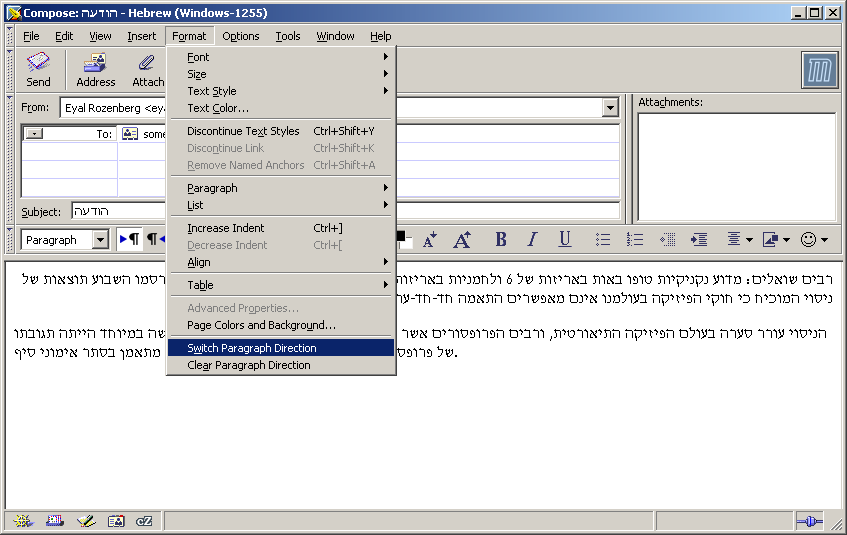 Compose: הודעה - Hebrew (Windows-1255)
File Edit View Insert Format Options Tools Window Help
Send Address Attach
From: Eyal Rozenberg <ey
To: some
Subject: הודעה
Attachments:
Paragraph
B I U
Font
Size
Text Style
Text Color...
Discontinue Text Styles Ctrl+Shift+Y
Discontinue Link Ctrl+Shift+K
Remove Named Anchors Ctrl+Shift+A
Paragraph
List
Increase Indent Ctrl+]
Decrease Indent Ctrl+[
Align
Table
Advanced Properties...
Page Colors and Background...
Switch Paragraph Direction
Clear Paragraph Direction
רבים שואלים: מדוע נקניקיות טופו באות באריזות של 6 ולחמניות באריזות רסמו השבוע תוצאות של
ניסוי המוכיח כי חוקי הפיזיקה בעולמנו אינם מאפשרים התאמה חד-חד-ער
הניסוי עורר סערה בעולם הפיזיקה התיאורטית, ורבים הפרופסורים אשר שה במיוחד הייתה תגובתו
של פרופס מתאמן בסתר אימוני סיף.